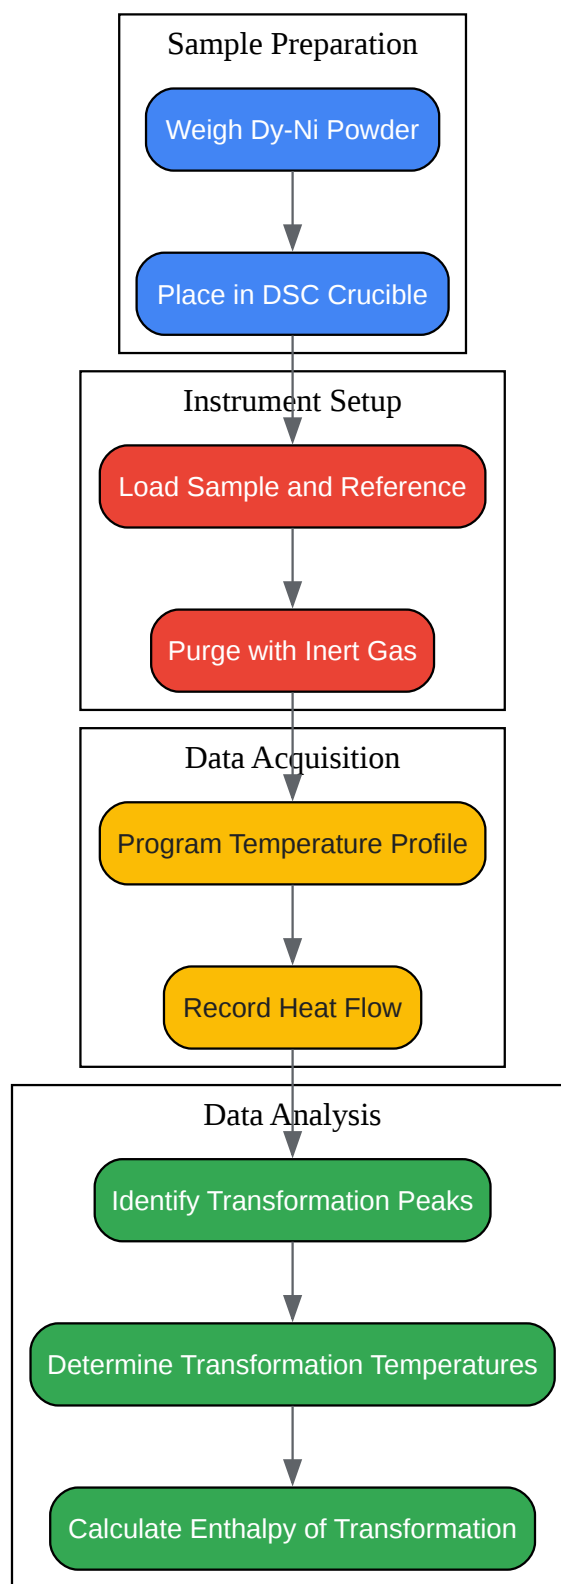 Sample Preparation
Weigh Dy-Ni Powder
Place in DSC Crucible
Instrument Setup
Load Sample and Reference
Purge with Inert Gas
Data Acquisition
Program Temperature Profile
Record Heat Flow
Data Analysis
Identify Transformation Peaks
Determine Transformation Temperatures
Calculate Enthalpy of Transformation